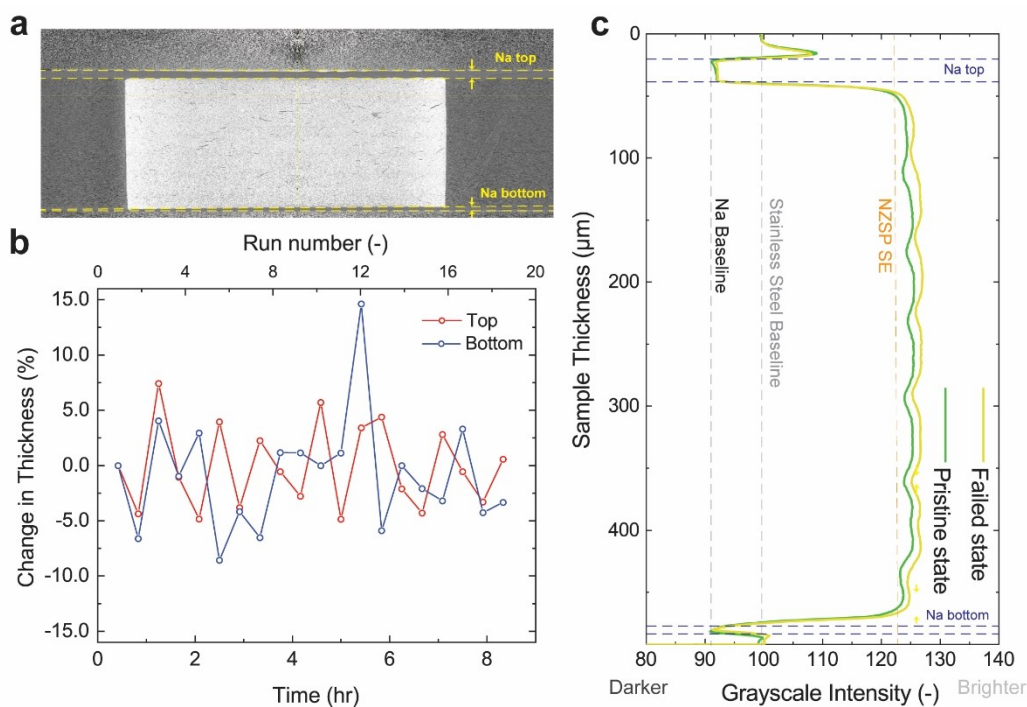 a
Na top
Na bottom
b
Run number (-)
0 4 8 12 16 20
15.0
10.0
5.0
0.0
-5.0
-10.0
-15.0
Change in Thickness (%)
Top
Bottom
0 2 4 6 8
Time (hr)
c
0
100
200
300
400
Sample Thickness (µm)
Na top
Na Baseline
Stainless Steel Baseline
NZSP SE
Pristine state
Failed state
Na bottom
80 90 100 110 120 130 140
Darker Grayscale Intensity (-) Brighter